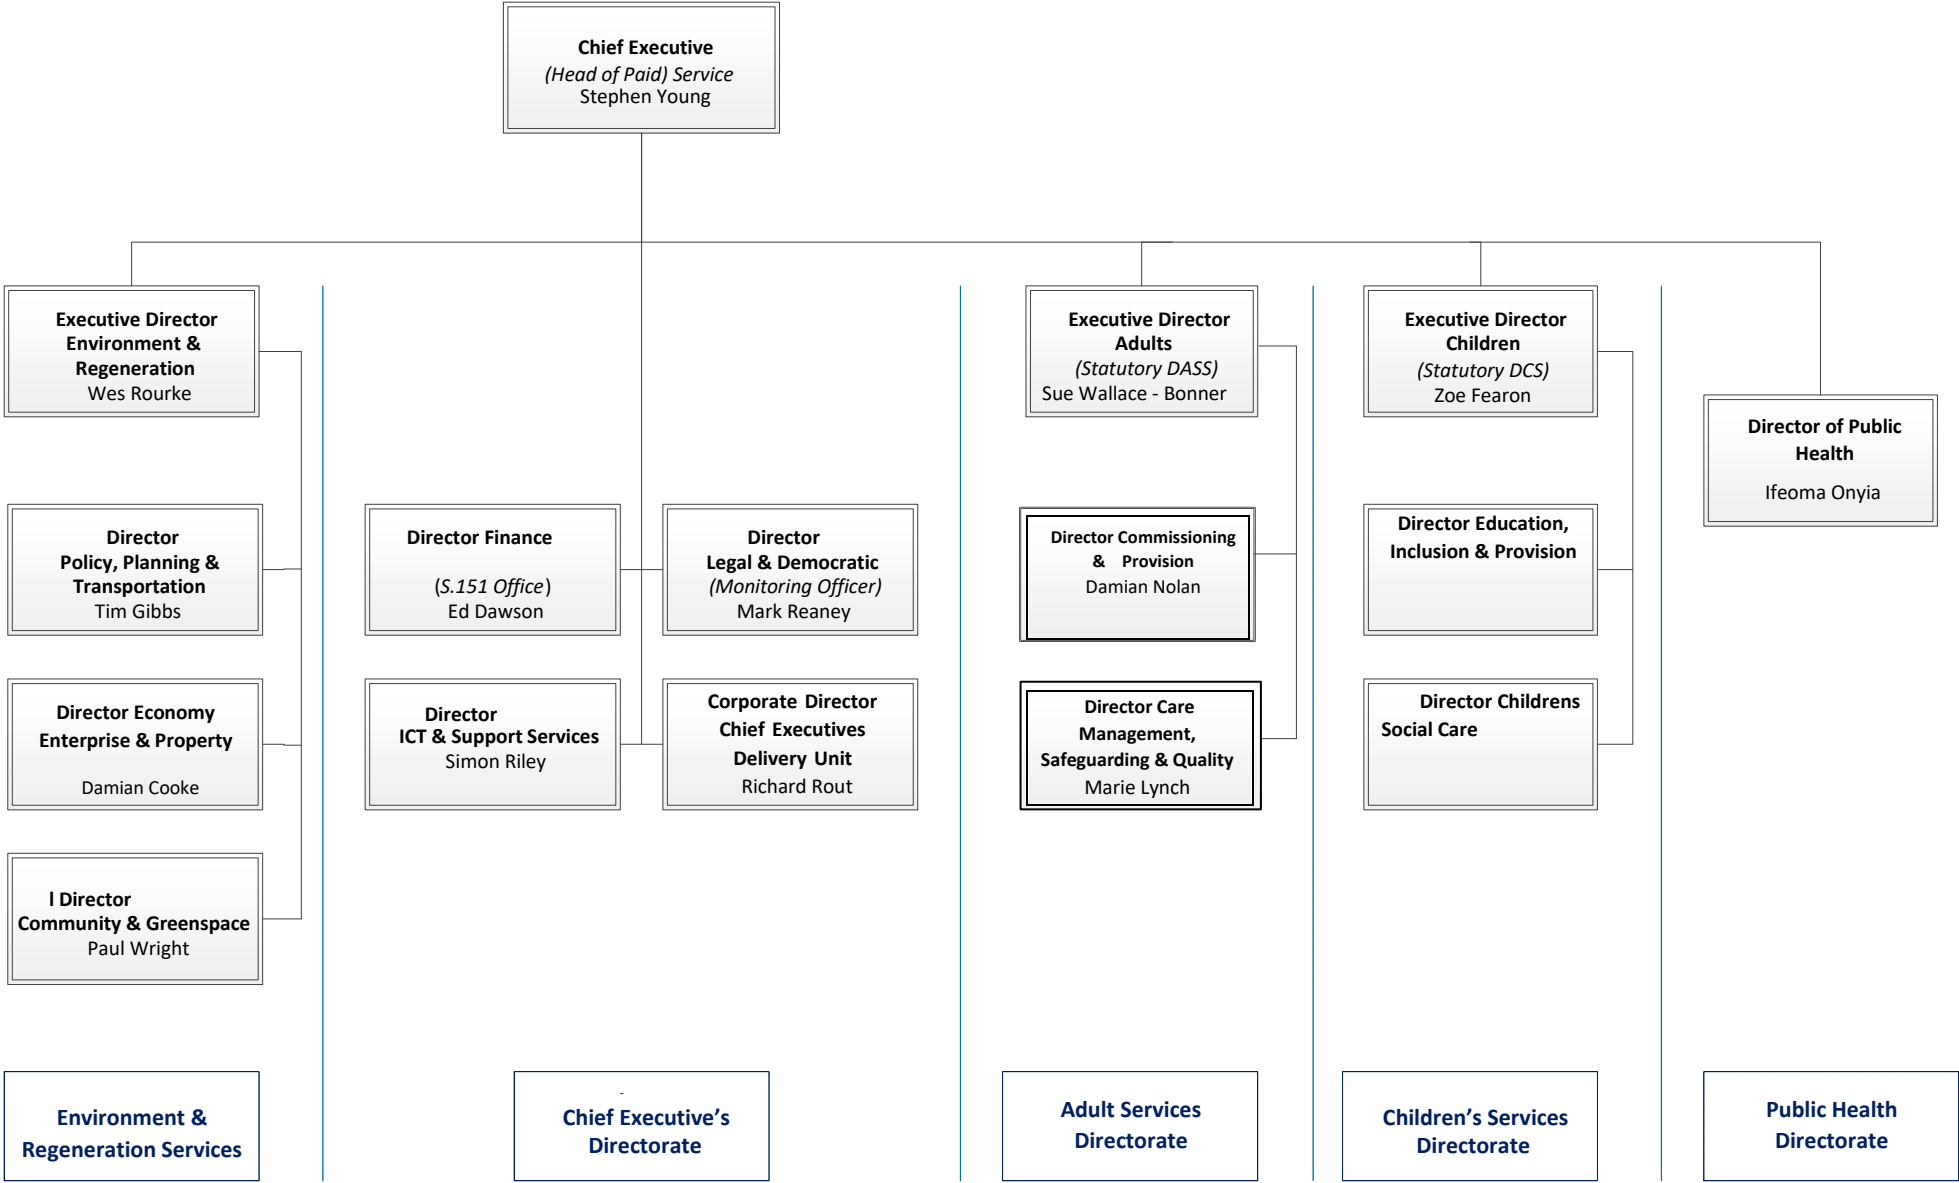 Chief Executive
(Head of Paid) Service
Stephen Young
Executive Director
Environment &
Regeneration
Wes Rourke
Executive Director
Adults
(Statutory DASS)
Sue Wallace - Bonner
Executive Director
Children
(Statutory DCS)
Zoe Fearon
Director of Public
Health
Ifeoma Onyia
Director
Policy, Planning &
Transportation
Tim Gibbs
Director Finance
(S.151 Office)
Ed Dawson
Director
Legal & Democratic
(Monitoring Officer)
Mark Reaney
Director Commissioning
& Provision
Damian Nolan
Director Education,
Inclusion & Provision
Director Economy
Enterprise & Property
Damian Cooke
Director
ICT & Support Services
Simon Riley
Corporate Director
Chief Executives
Delivery Unit
Richard Rout
Director Care
Management,
Safeguarding & Quality
Marie Lynch
Director Childrens
Social Care
l Director
Community & Greenspace
Paul Wright
Environment &
Regeneration Services
-
Chief Executive’s
Directorate
Adult Services
Directorate
Children’s Services
Directorate
Public Health
Directorate